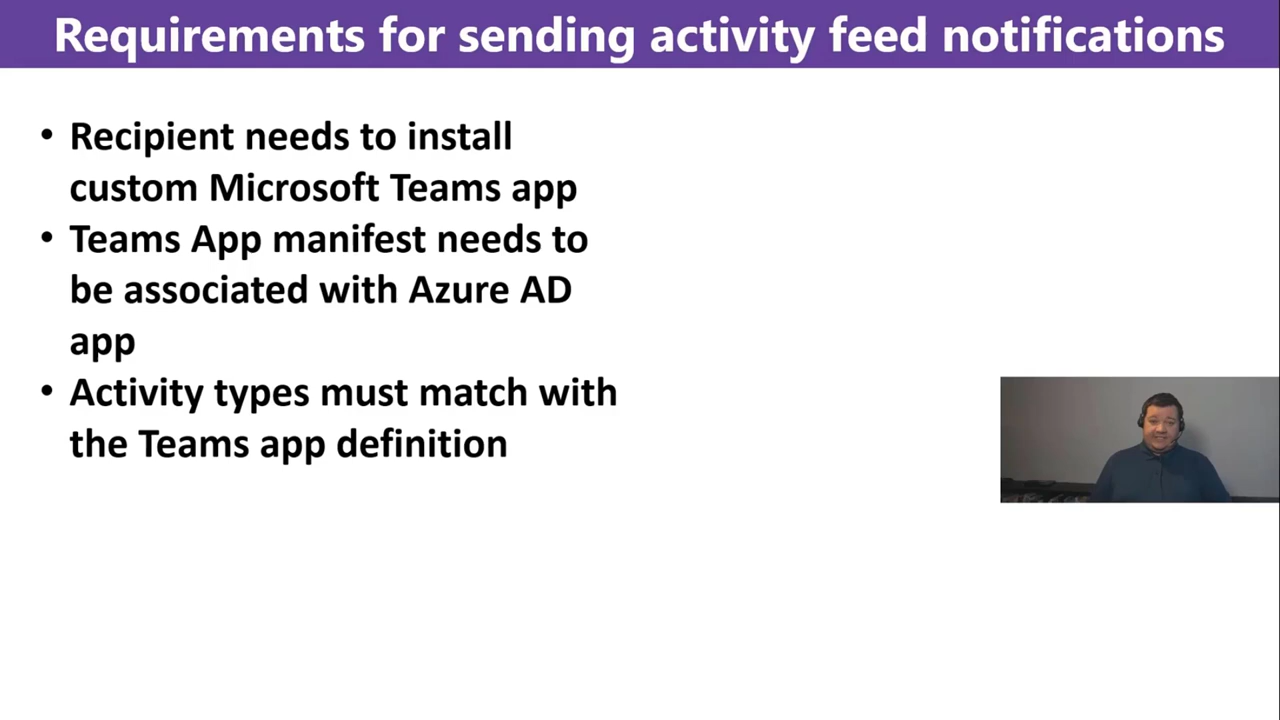 Requirements for sending activity feed notifications
• Recipient needs to install
custom Microsoft Teams app
• Teams App manifest needs to
be associated with Azure AD
app
• Activity types must match with
the Teams app definition